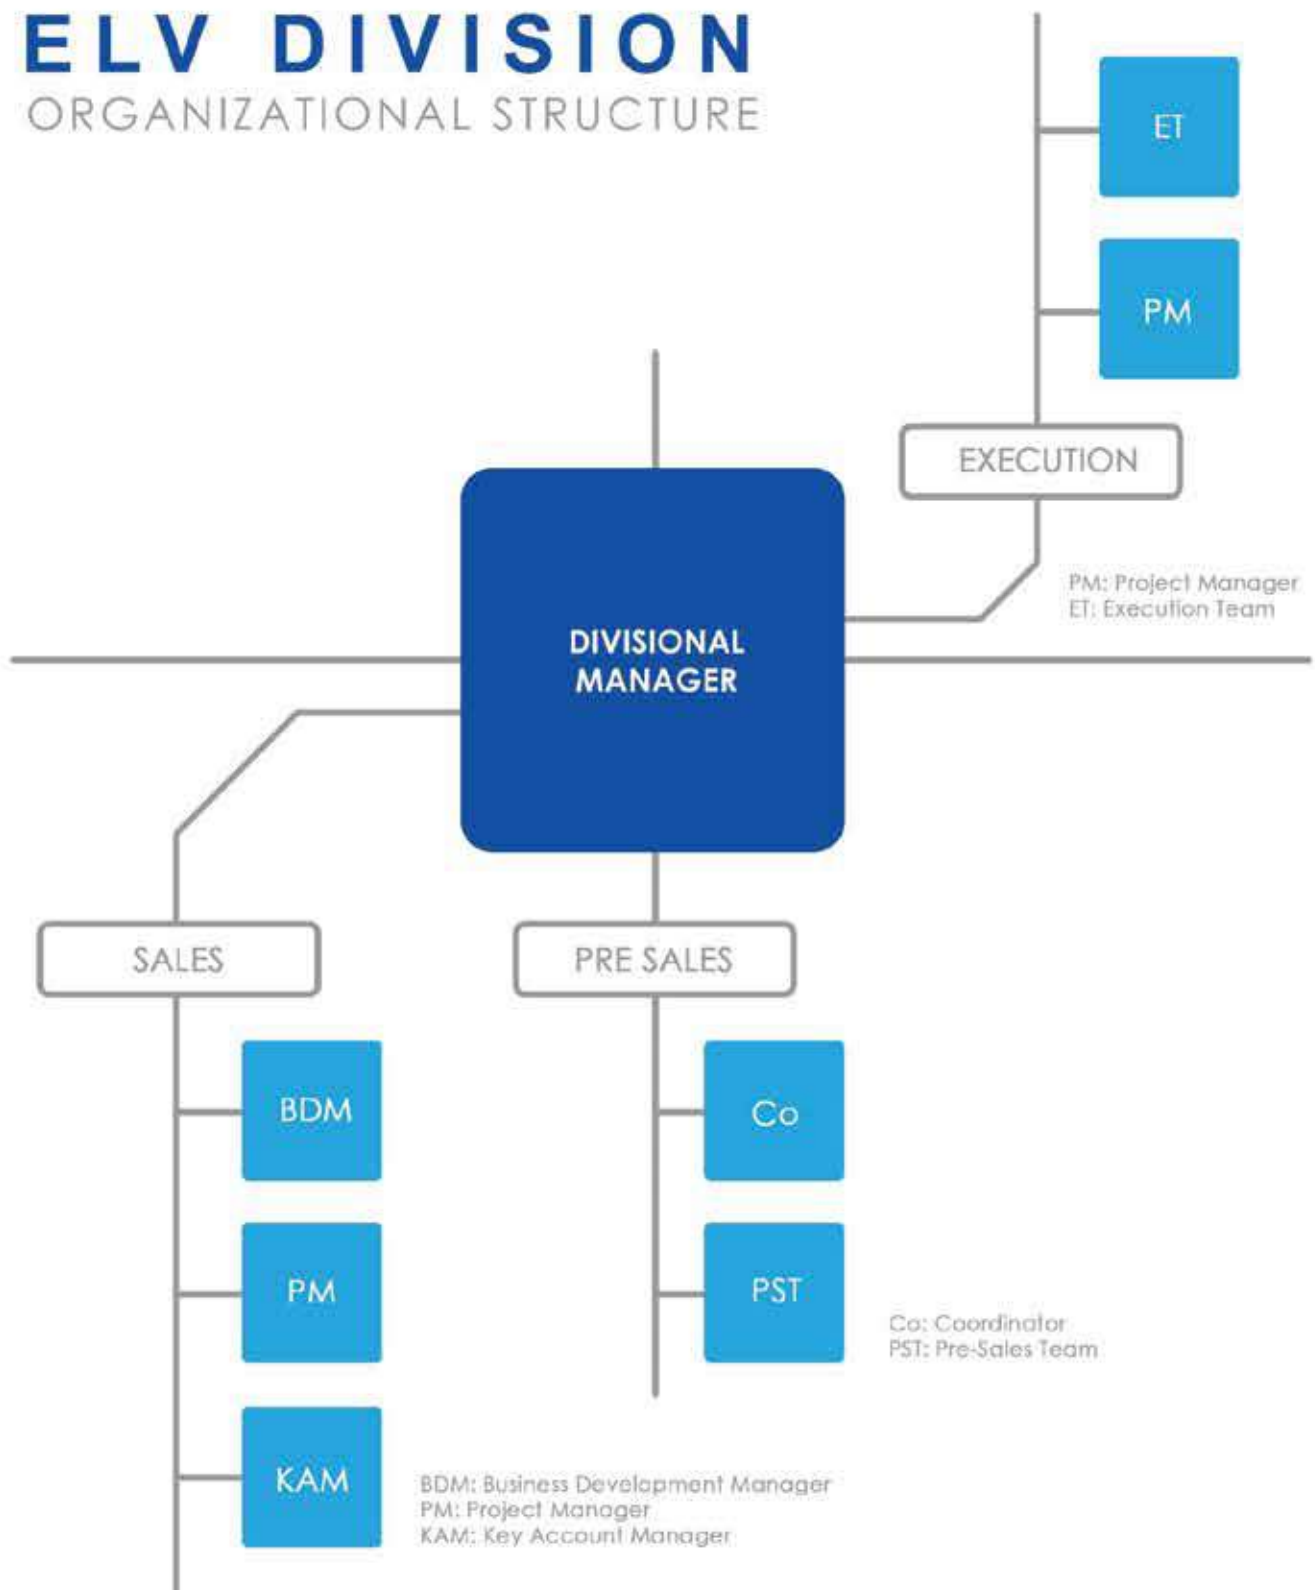 ELV DIVISION
ORGANIZATIONAL STRUCTURE
ET
PM
EXECUTION
PM: Project Manager
ET: Execution Team
DIVISIONAL
MANAGER
SALES
PRE SALES
BDM
PM
KAM
BDM: Business Development Manager
PM: Project Manager
KAM: Key Account Manager
Co
PST
Co: Coordinator
PST: Pre-Sales Team